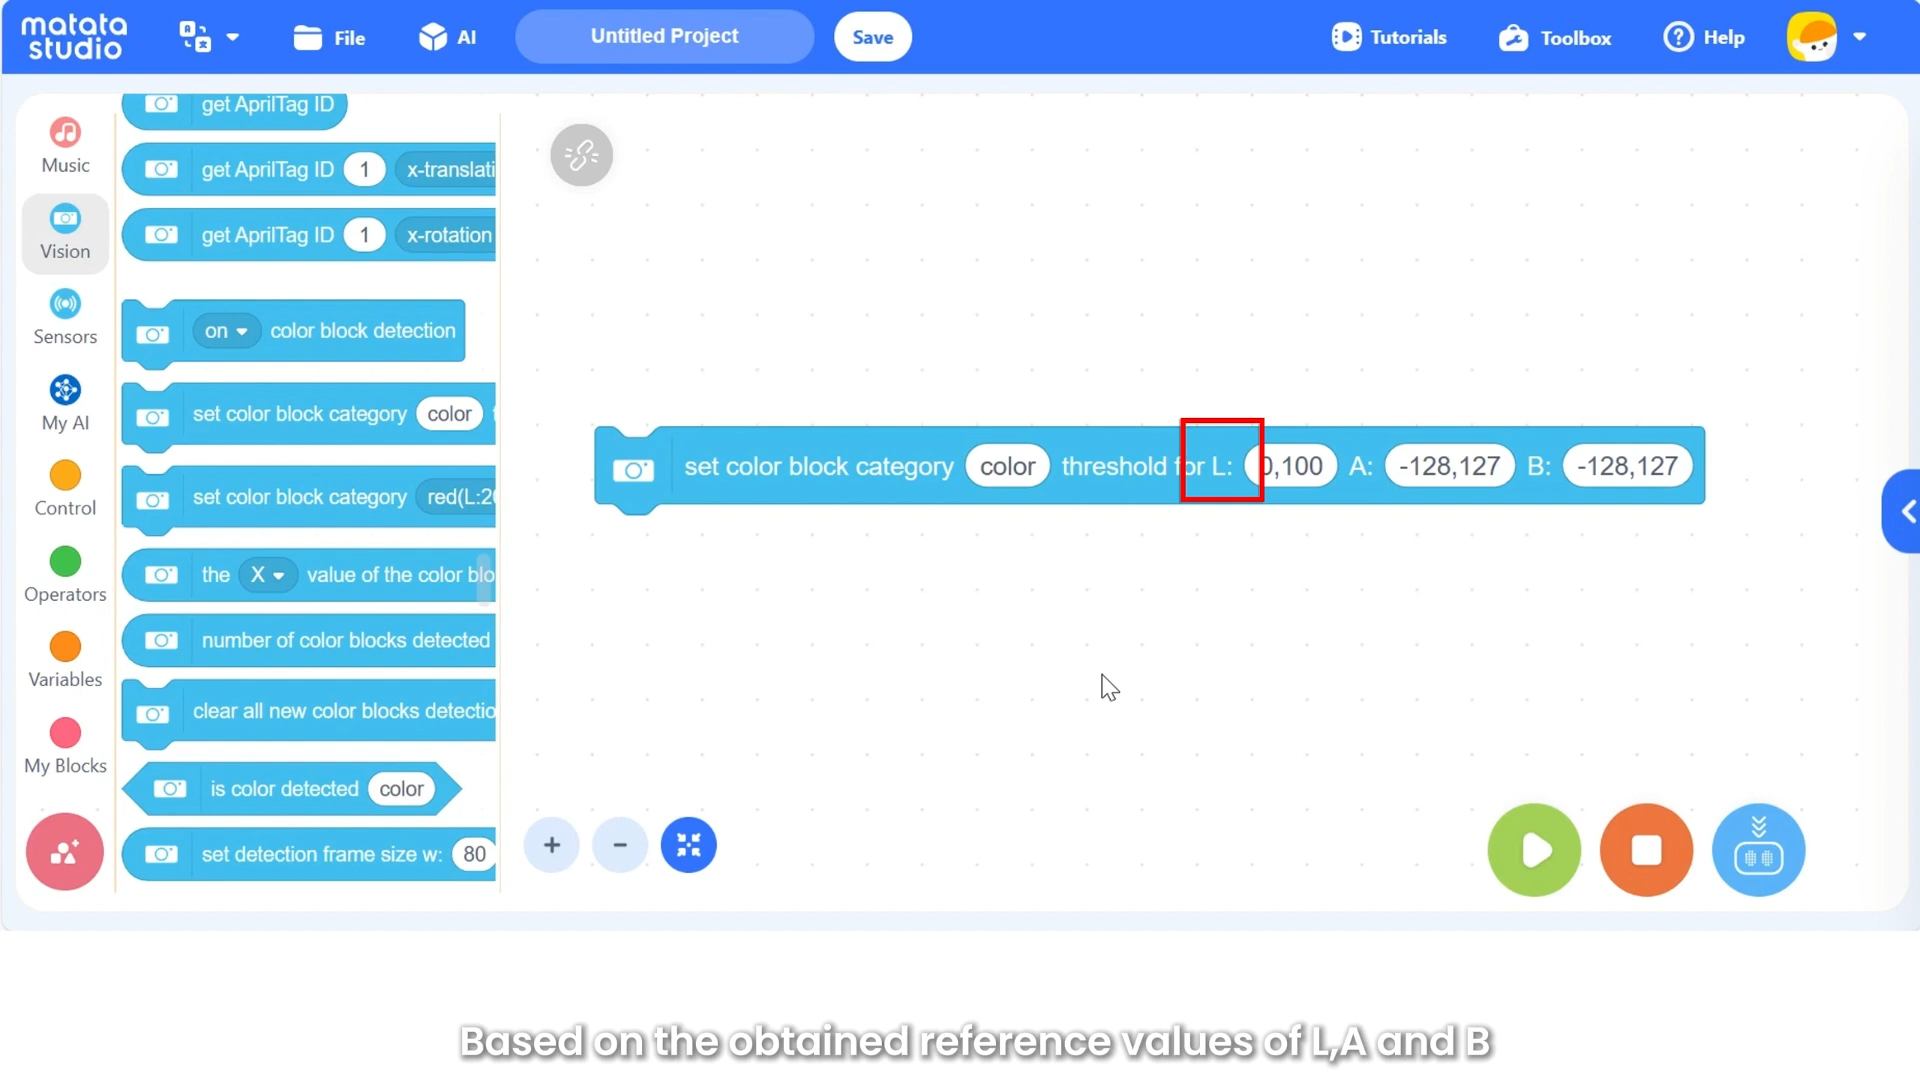 matata
studio
File
AI
Untitled Project
Save
Tutorials
Toolbox
Help
Music
Vision
Sensors
My AI
Control
Operators
Variables
My Blocks
get AprilTag ID
get AprilTag ID 1 x-translati
get AprilTag ID 1 x-rotation
on color block detection
set color block category color
set color block category red(L:20
the X value of the color blo
number of color blocks detected
clear all new color blocks detectio
is color detected color
set detection frame size w: 80
set color block category color threshold for L: 0,100 A: -128,127 B: -128,127
Based on the obtained reference values of L,A and B